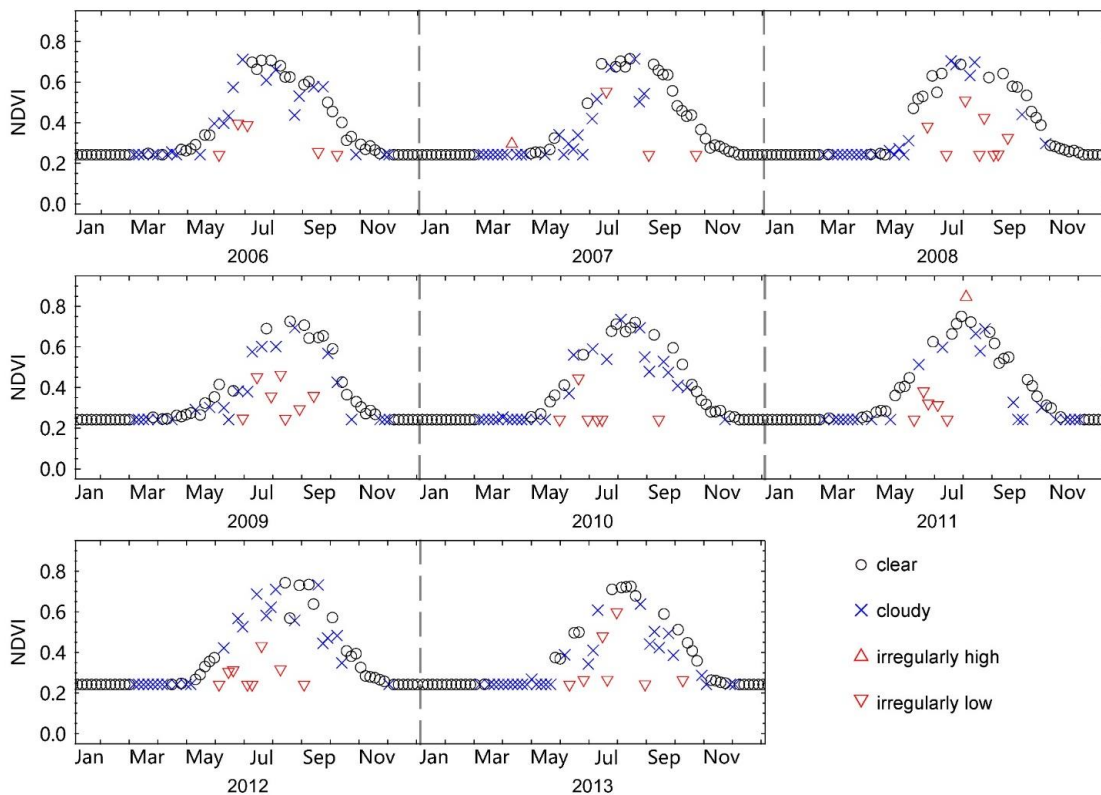 NDVI
0.8
0.6
0.4
0.2
0.0
Jan Mar May Jul Sep Nov Jan Mar May Jul Sep Nov Jan Mar May Jul Sep Nov
2006 2007 2008
NDVI
0.8
0.6
0.4
0.2
0.0
Jan Mar May Jul Sep Nov Jan Mar May Jul Sep Nov Jan Mar May Jul Sep Nov
2009 2010 2011
NDVI
0.8
0.6
0.4
0.2
0.0
Jan Mar May Jul Sep Nov Jan Mar May Jul Sep Nov
2012 2013
clear
cloudy
irregularly high
irregularly low